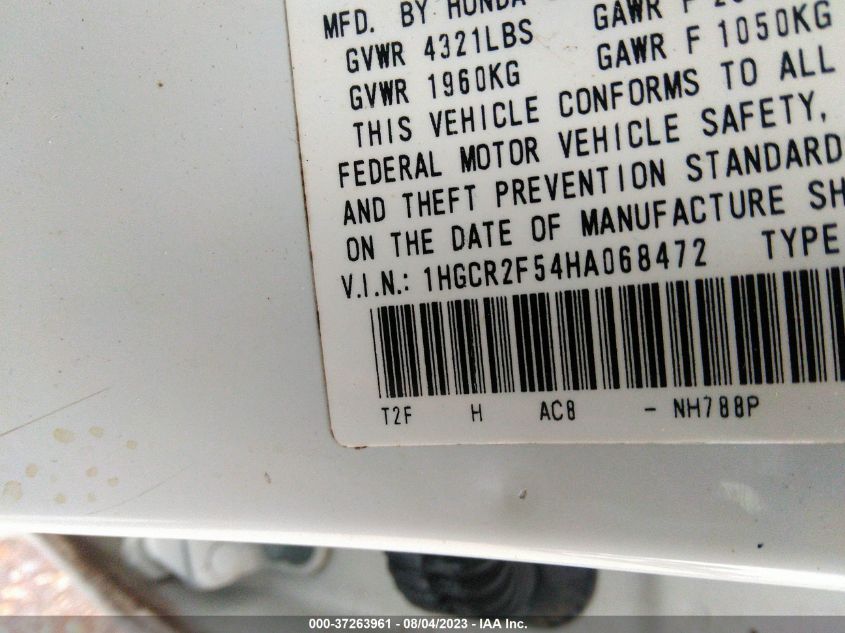 MFD. BY HONDA
GVWR 4321LBS GAWR F
GVWR 1960KG GAWR F 1050KG
THIS VEHICLE CONFORMS TO ALL
FEDERAL MOTOR VEHICLE SAFETY,
AND THEFT PREVENTION STANDARD
ON THE DATE OF MANUFACTURE SH
V.I.N.: 1HGCR2F54HA068472 TYPE
T2F H AC8 - NH788P
000-37263961 - 08/04/2023 - IAA Inc.